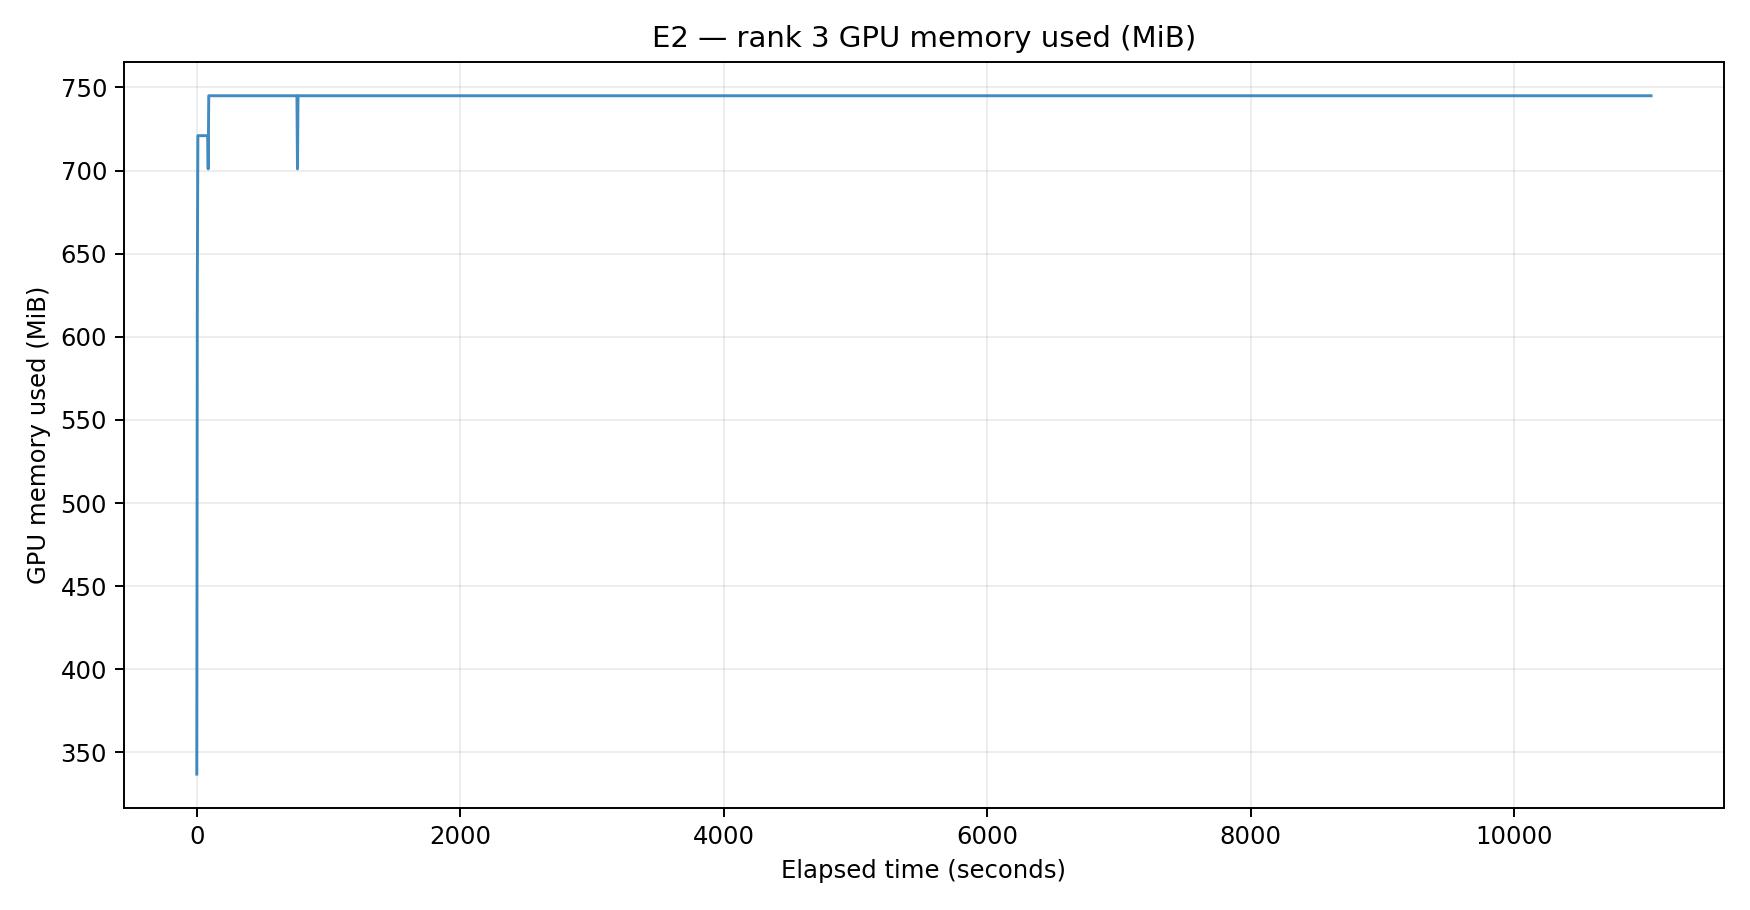 E2 — rank 3 GPU memory used (MiB)
GPU memory used (MiB)
750
700
650
600
550
500
450
400
350
0 2000 4000 6000 8000 10000
Elapsed time (seconds)